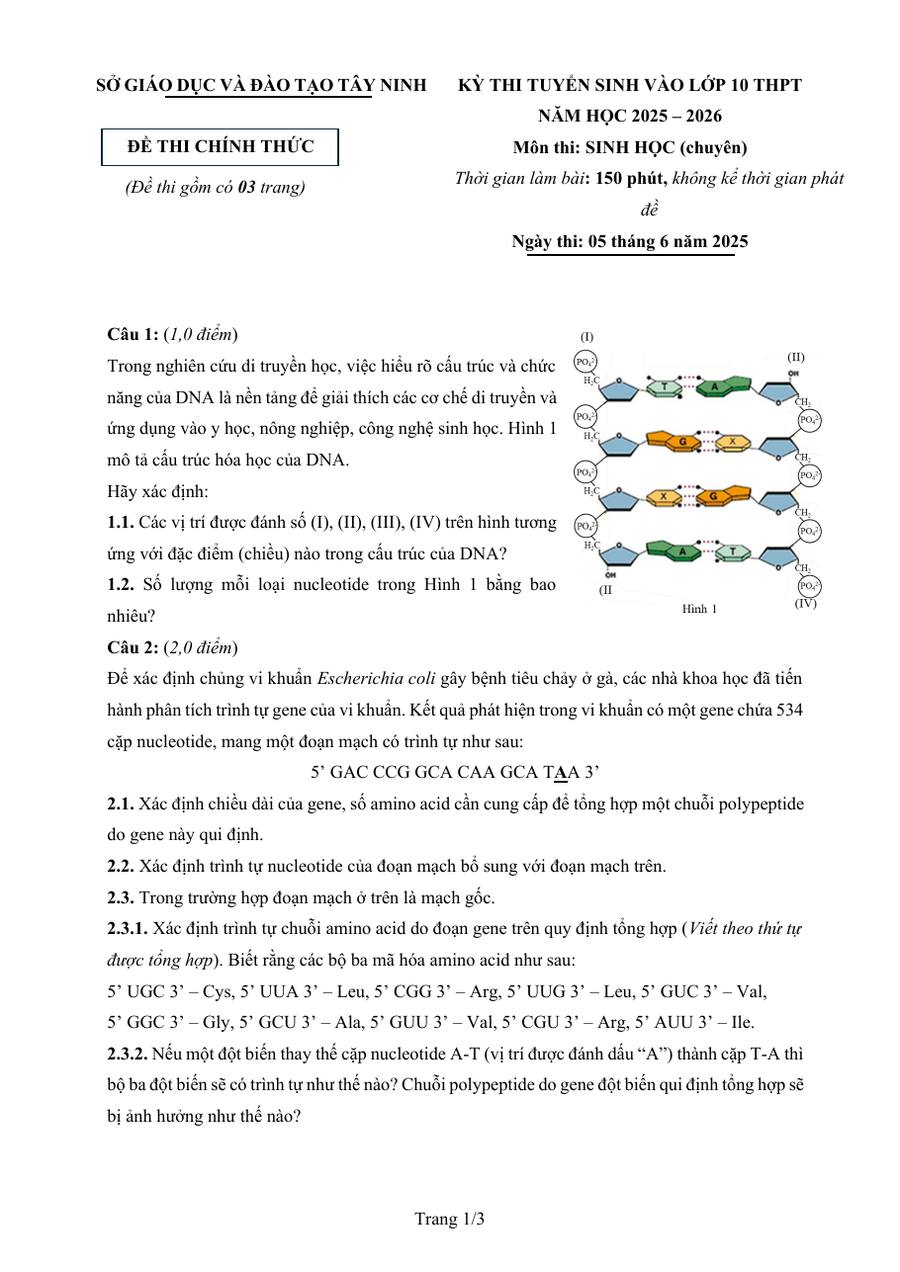 SỞ GIÁO DỤC VÀ ĐÀO TẠO TÂY NINH
ĐỀ THI CHÍNH THỨC
(Đề thi gồm có 03 trang)
KỲ THI TUYỂN SINH VÀO LỚP 10 THPT
NĂM HỌC 2025 – 2026
Môn thi: SINH HỌC (chuyên)
Thời gian làm bài: 150 phút, không kể thời gian phát
đề
Ngày thi: 05 tháng 6 năm 2025
Câu 1: (1,0 điểm)
Trong nghiên cứu di truyền học, việc hiểu rõ cấu trúc và chức
năng của DNA là nền tảng để giải thích các cơ chế di truyền và
ứng dụng vào y học, nông nghiệp, công nghệ sinh học. Hình 1
mô tả cấu trúc hóa học của DNA.
Hãy xác định:
1.1. Các vị trí được đánh số (I), (II), (III), (IV) trên hình tương
ứng với đặc điểm (chiều) nào trong cấu trúc của DNA?
1.2. Số lượng mỗi loại nucleotide trong Hình 1 bằng bao
nhiêu?
(I)
(II)
PO₄²⁻
OH
H₂C O T A O
CH₂
PO₄²⁻ PO₄²⁻
H₂C O G X O
CH₂
PO₄²⁻ PO₄²⁻
H₂C O X G O
CH₂
PO₄²⁻ PO₄²⁻
H₂C O A T O
CH₂
OH PO₄²⁻
(II
(IV)
Hình 1
Câu 2: (2,0 điểm)
Để xác định chủng vi khuẩn Escherichia coli gây bệnh tiêu chảy ở gà, các nhà khoa học đã tiến
hành phân tích trình tự gene của vi khuẩn. Kết quả phát hiện trong vi khuẩn có một gene chứa 534
cặp nucleotide, mang một đoạn mạch có trình tự như sau:
5’ GAC CCG GCA CAA GCA TAA 3’
2.1. Xác định chiều dài của gene, số amino acid cần cung cấp để tổng hợp một chuỗi polypeptide
do gene này qui định.
2.2. Xác định trình tự nucleotide của đoạn mạch bổ sung với đoạn mạch trên.
2.3. Trong trường hợp đoạn mạch ở trên là mạch gốc.
2.3.1. Xác định trình tự chuỗi amino acid do đoạn gene trên quy định tổng hợp (Viết theo thứ tự
được tổng hợp). Biết rằng các bộ ba mã hóa amino acid như sau:
5’ UGC 3’ – Cys, 5’ UUA 3’ – Leu, 5’ CGG 3’ – Arg, 5’ UUG 3’ – Leu, 5’ GUC 3’ – Val,
5’ GGC 3’ – Gly, 5’ GCU 3’ – Ala, 5’ GUU 3’ – Val, 5’ CGU 3’ – Arg, 5’ AUU 3’ – Ile.
2.3.2. Nếu một đột biến thay thế cặp nucleotide A-T (vị trí được đánh dấu “A”) thành cặp T-A thì
bộ ba đột biến sẽ có trình tự như thế nào? Chuỗi polypeptide do gene đột biến qui định tổng hợp sẽ
bị ảnh hưởng như thế nào?
Trang 1/3